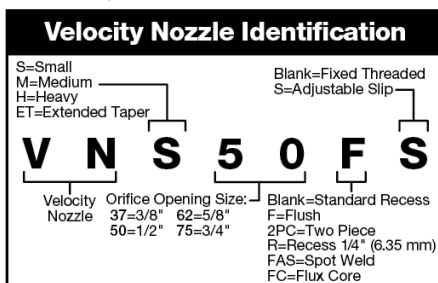 Velocity Nozzle Identification
S=Small
M=Medium
H=Heavy
ET=Extended Taper
Blank=Fixed Threaded
S=Adjustable Slip
V N S 5 0 F S
Velocity
Nozzle
Orifice Opening Size:
37=3/8" 62=5/8"
50=1/2" 75=3/4"
Blank=Standard Recess
F=Flush
2PC=Two Piece
R=Recess 1/4" (6.35 mm)
FAS=Spot Weld
FC=Flux Core